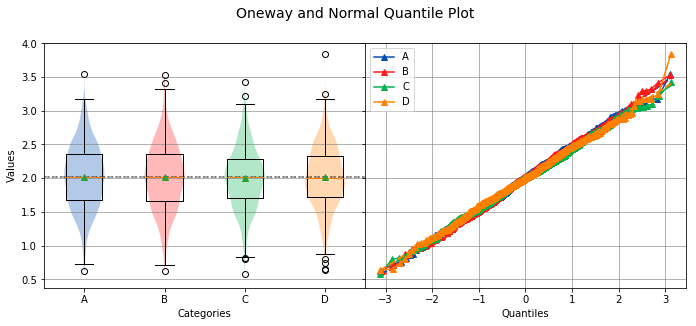 Oneway and Normal Quantile Plot
4.0
3.5
3.0
2.5
2.0
1.5
1.0
0.5
Values
A B C D
Categories
A
B
C
D
−3 −2 −1 0 1 2 3
Quantiles